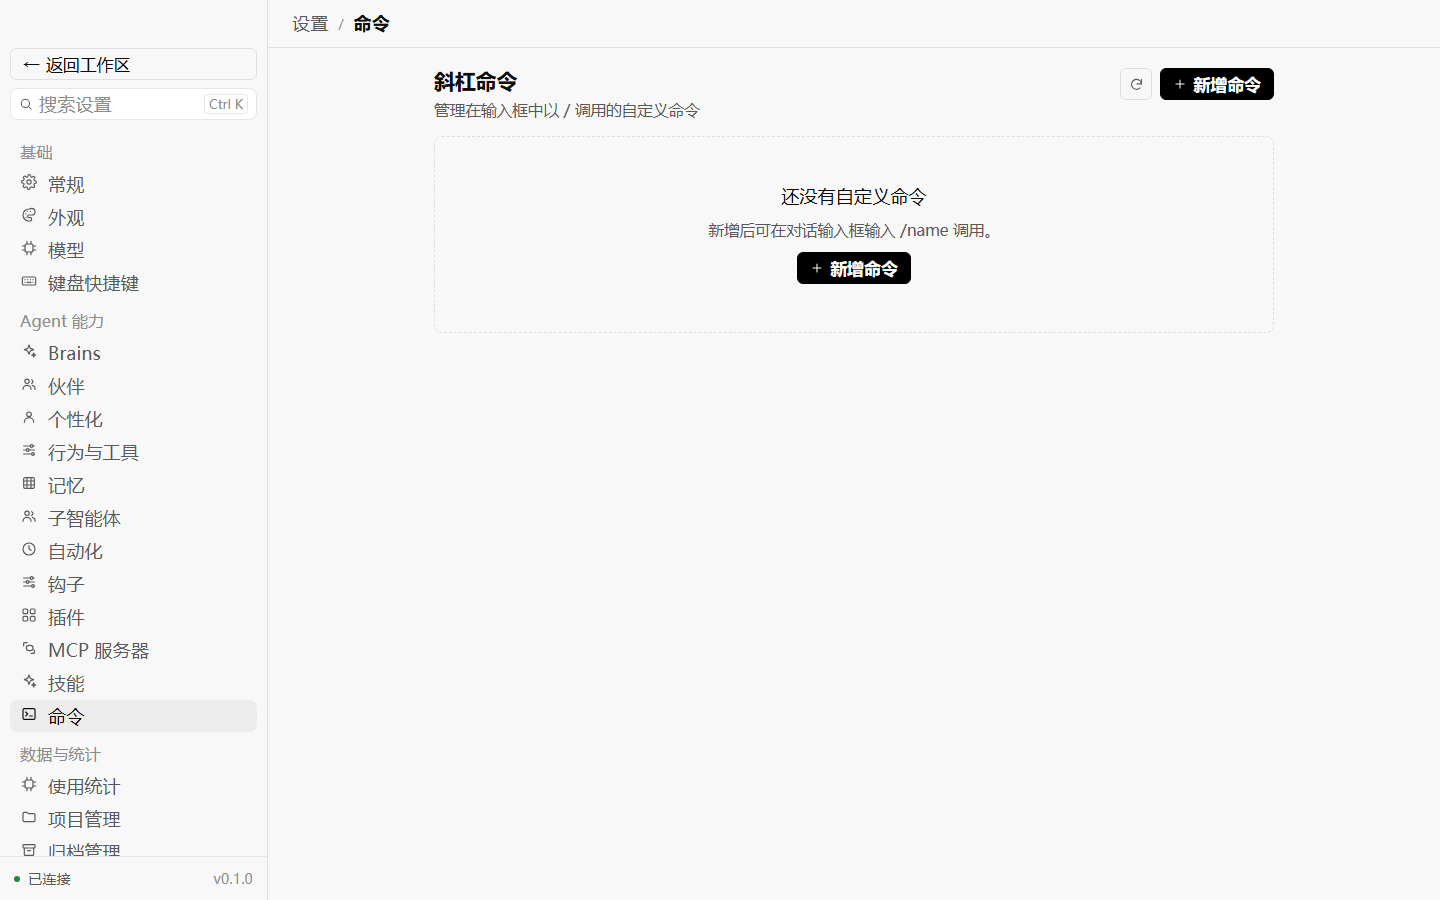 设置 / 命令
← 返回工作区
搜索设置 Ctrl K
基础
常规
外观
模型
键盘快捷键
Agent 能力
Brains
伙伴
个性化
行为与工具
记忆
子智能体
自动化
钩子
插件
MCP 服务器
技能
命令
数据与统计
使用统计
项目管理
归档管理
已连接 v0.1.0
斜杠命令
管理在输入框中以 / 调用的自定义命令
+ 新增命令
还没有自定义命令
新增后可在对话输入框输入 /name 调用。
+ 新增命令